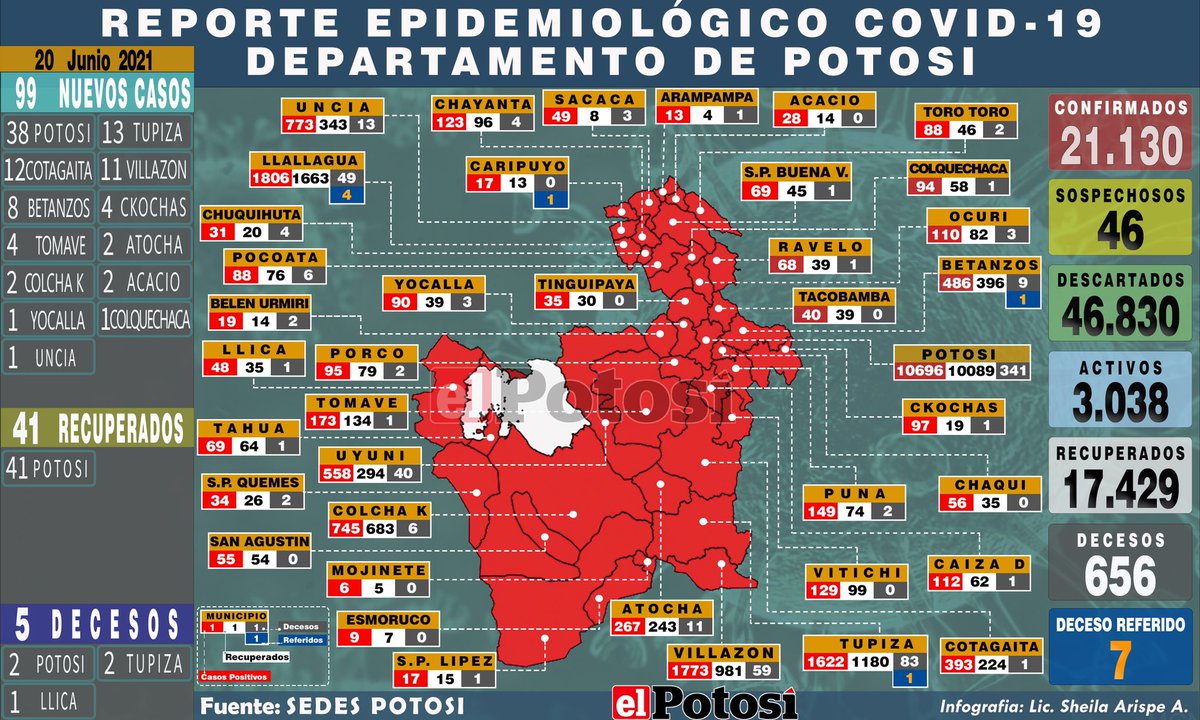 REPORTE EPIDEMIOLÓGICO COVID-19
DEPARTAMENTO DE POTOSI
20 Junio 2021
99 NUEVOS CASOS
38 POTOSI 13 TUPIZA
12 COTAGAITA 11 VILLAZON
8 BETANZOS 4 CKOCHAS
4 TOMAVE 2 ATOCHA
2 COLCHA K 2 ACACIO
1 YOCALLA 1 COLQUECHACA
1 UNCIA
41 RECUPERADOS
41 POTOSI
5 DECESOS
2 POTOSI 2 TUPIZA
1 LLICA
UNCIA
773 343 13
CHAYANTA
123 96 4
SACACA
49 8 3
ARAMPAMPA
13 4 1
ACACIO
28 14 0
TORO TORO
88 46 2
LLALLAGUA
1806 1663 49
4
CARIPUYO
17 13 0
1
S.P. BUENA V.
69 45 1
COLQUECHACA
94 58 1
CHUQUIHUTA
31 20 4
OCURI
110 82 3
POCOATA
88 76 6
RAVELO
68 39 1
YOCALLA
90 39 3
TINGUIPAYA
35 30 0
BETANZOS
486 396 9
1
TACOBAMBA
40 39 0
BELEN URMIRI
19 14 2
LLICA
48 35 1
PORCO
95 79 2
POTOSI
10696 10089 341
el Potosí
TOMAVE
173 134 1
CKOCHAS
97 19 1
TAHUA
69 64 1
UYUNI
558 294 40
S.P. QUEMES
34 26 2
COLCHA K
745 683 6
PUNA
149 74 2
CHAQUI
56 35 0
SAN AGUSTIN
55 54 0
MOJINETE
6 5 0
VITICHI
129 99 0
CAIZA D
112 62 1
ESMORUCO
9 7 0
ATOCHA
267 243 11
S.P. LIPEZ
17 15 1
VILLAZON
1773 981 59
TUPIZA
1622 1180 83
1
COTAGAITA
393 224 1
MUNICIPIO
1 1 1 Decesos
1 Referidos
Recuperados
Casos Positivos
CONFIRMADOS
21.130
SOSPECHOSOS
46
DESCARTADOS
46.830
ACTIVOS
3.038
RECUPERADOS
17.429
DECESOS
656
DECESO REFERIDO
7
Fuente: SEDES POTOSI
el Potosí
Infografia: Lic. Sheila Arispe A.